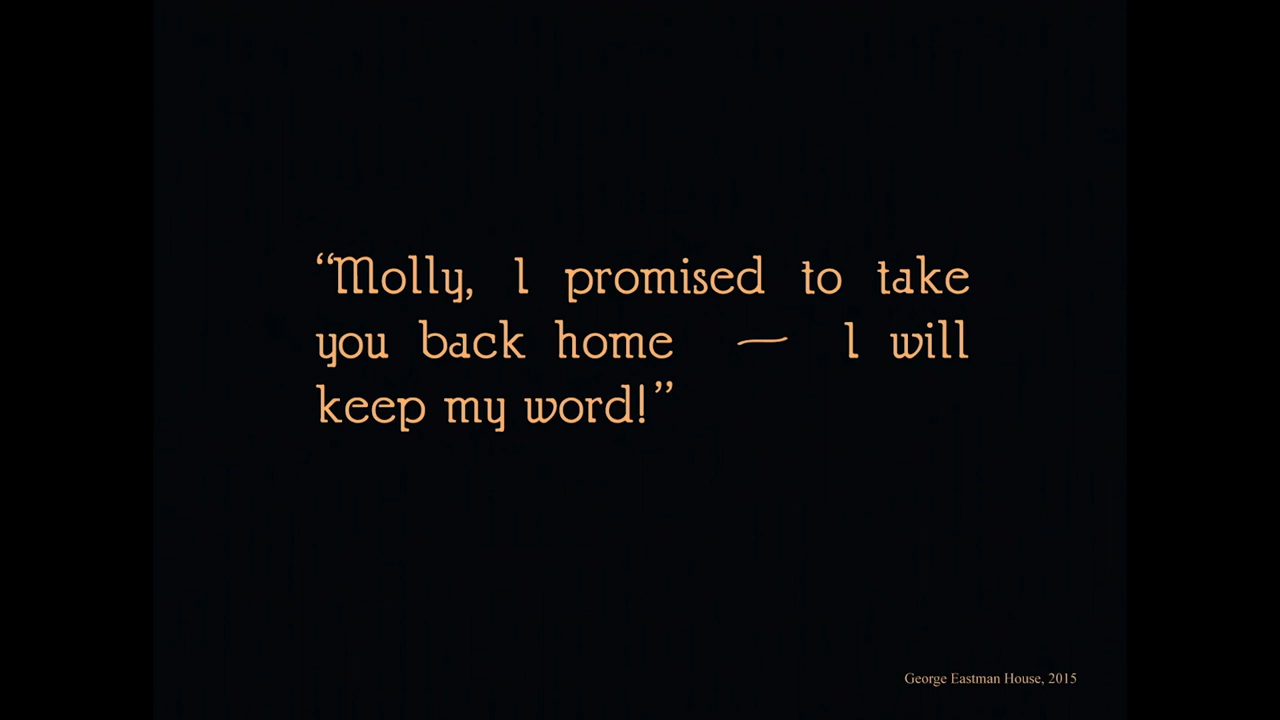 “Molly, I promised to take
you back home — I will
keep my word!”
George Eastman House, 2015